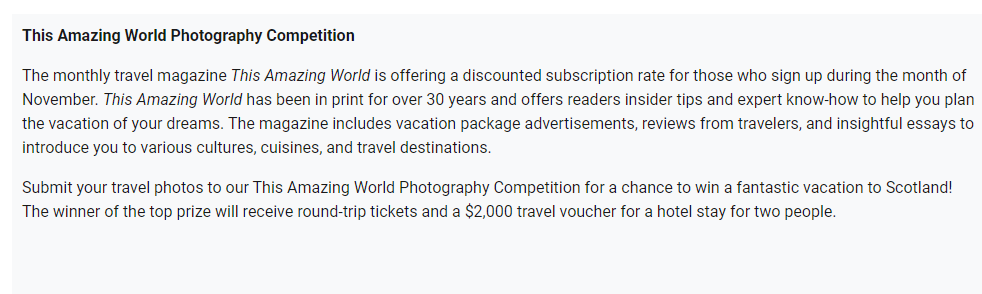 This Amazing World Photography Competition
The monthly travel magazine This Amazing World is offering a discounted subscription rate for those who sign up during the month of
November. This Amazing World has been in print for over 30 years and offers readers insider tips and expert know-how to help you plan
the vacation of your dreams. The magazine includes vacation package advertisements, reviews from travelers, and insightful essays to
introduce you to various cultures, cuisines, and travel destinations.
Submit your travel photos to our This Amazing World Photography Competition for a chance to win a fantastic vacation to Scotland!
The winner of the top prize will receive round-trip tickets and a $2,000 travel voucher for a hotel stay for two people.